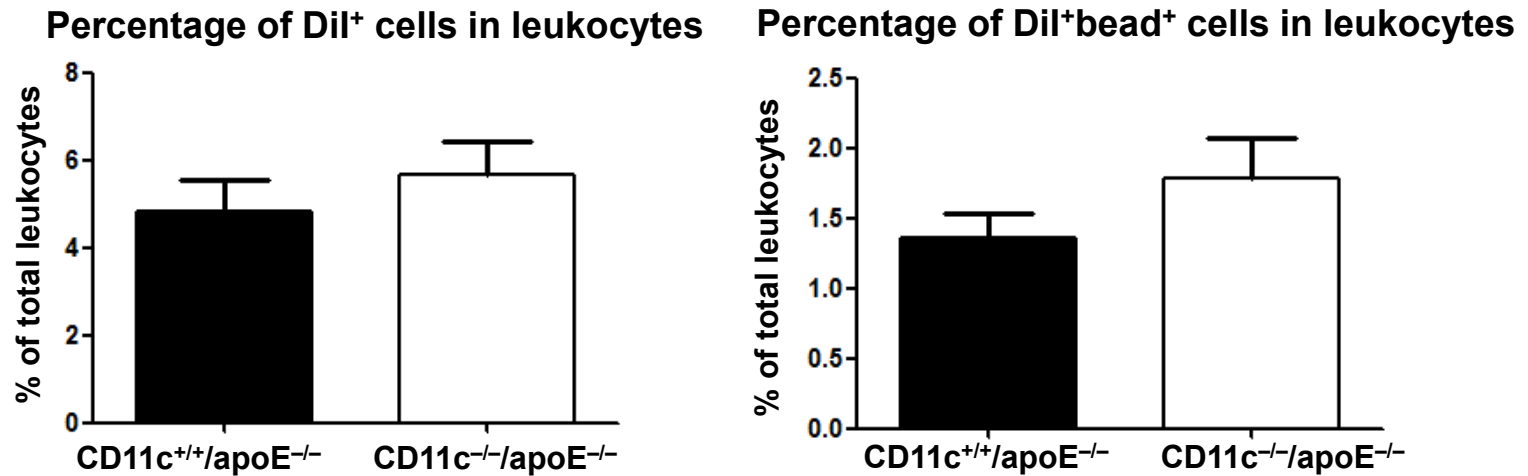 Percentage of DiI⁺ cells in leukocytes
% of total leukocytes
8
6
4
2
0
CD11c⁺/⁺/apoE⁻/⁻ CD11c⁻/⁻/apoE⁻/⁻
Percentage of DiI⁺bead⁺ cells in leukocytes
% of total leukocytes
2.5
2.0
1.5
1.0
0.5
0.0
CD11c⁺/⁺/apoE⁻/⁻ CD11c⁻/⁻/apoE⁻/⁻